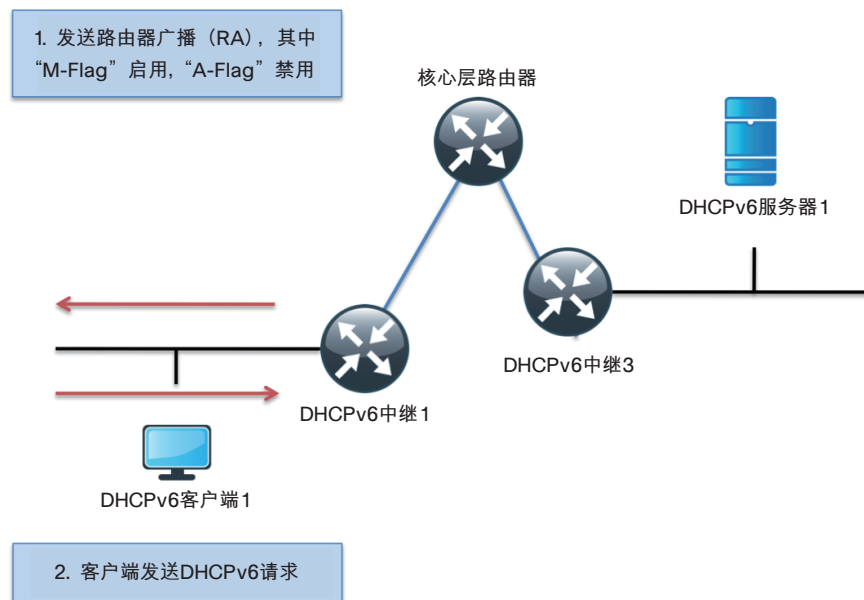 1. 发送路由器广播（RA），其中
“M-Flag”启用，“A-Flag”禁用
核心层路由器
DHCPv6服务器1
DHCPv6中继3
DHCPv6中继1
DHCPv6客户端1
2. 客户端发送DHCPv6请求